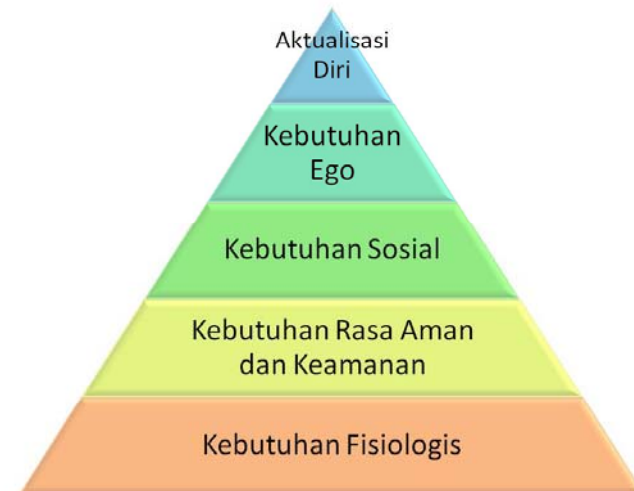 Aktualisasi
Diri
Kebutuhan
Ego
Kebutuhan Sosial
Kebutuhan Rasa Aman
dan Keamanan
Kebutuhan Fisiologis